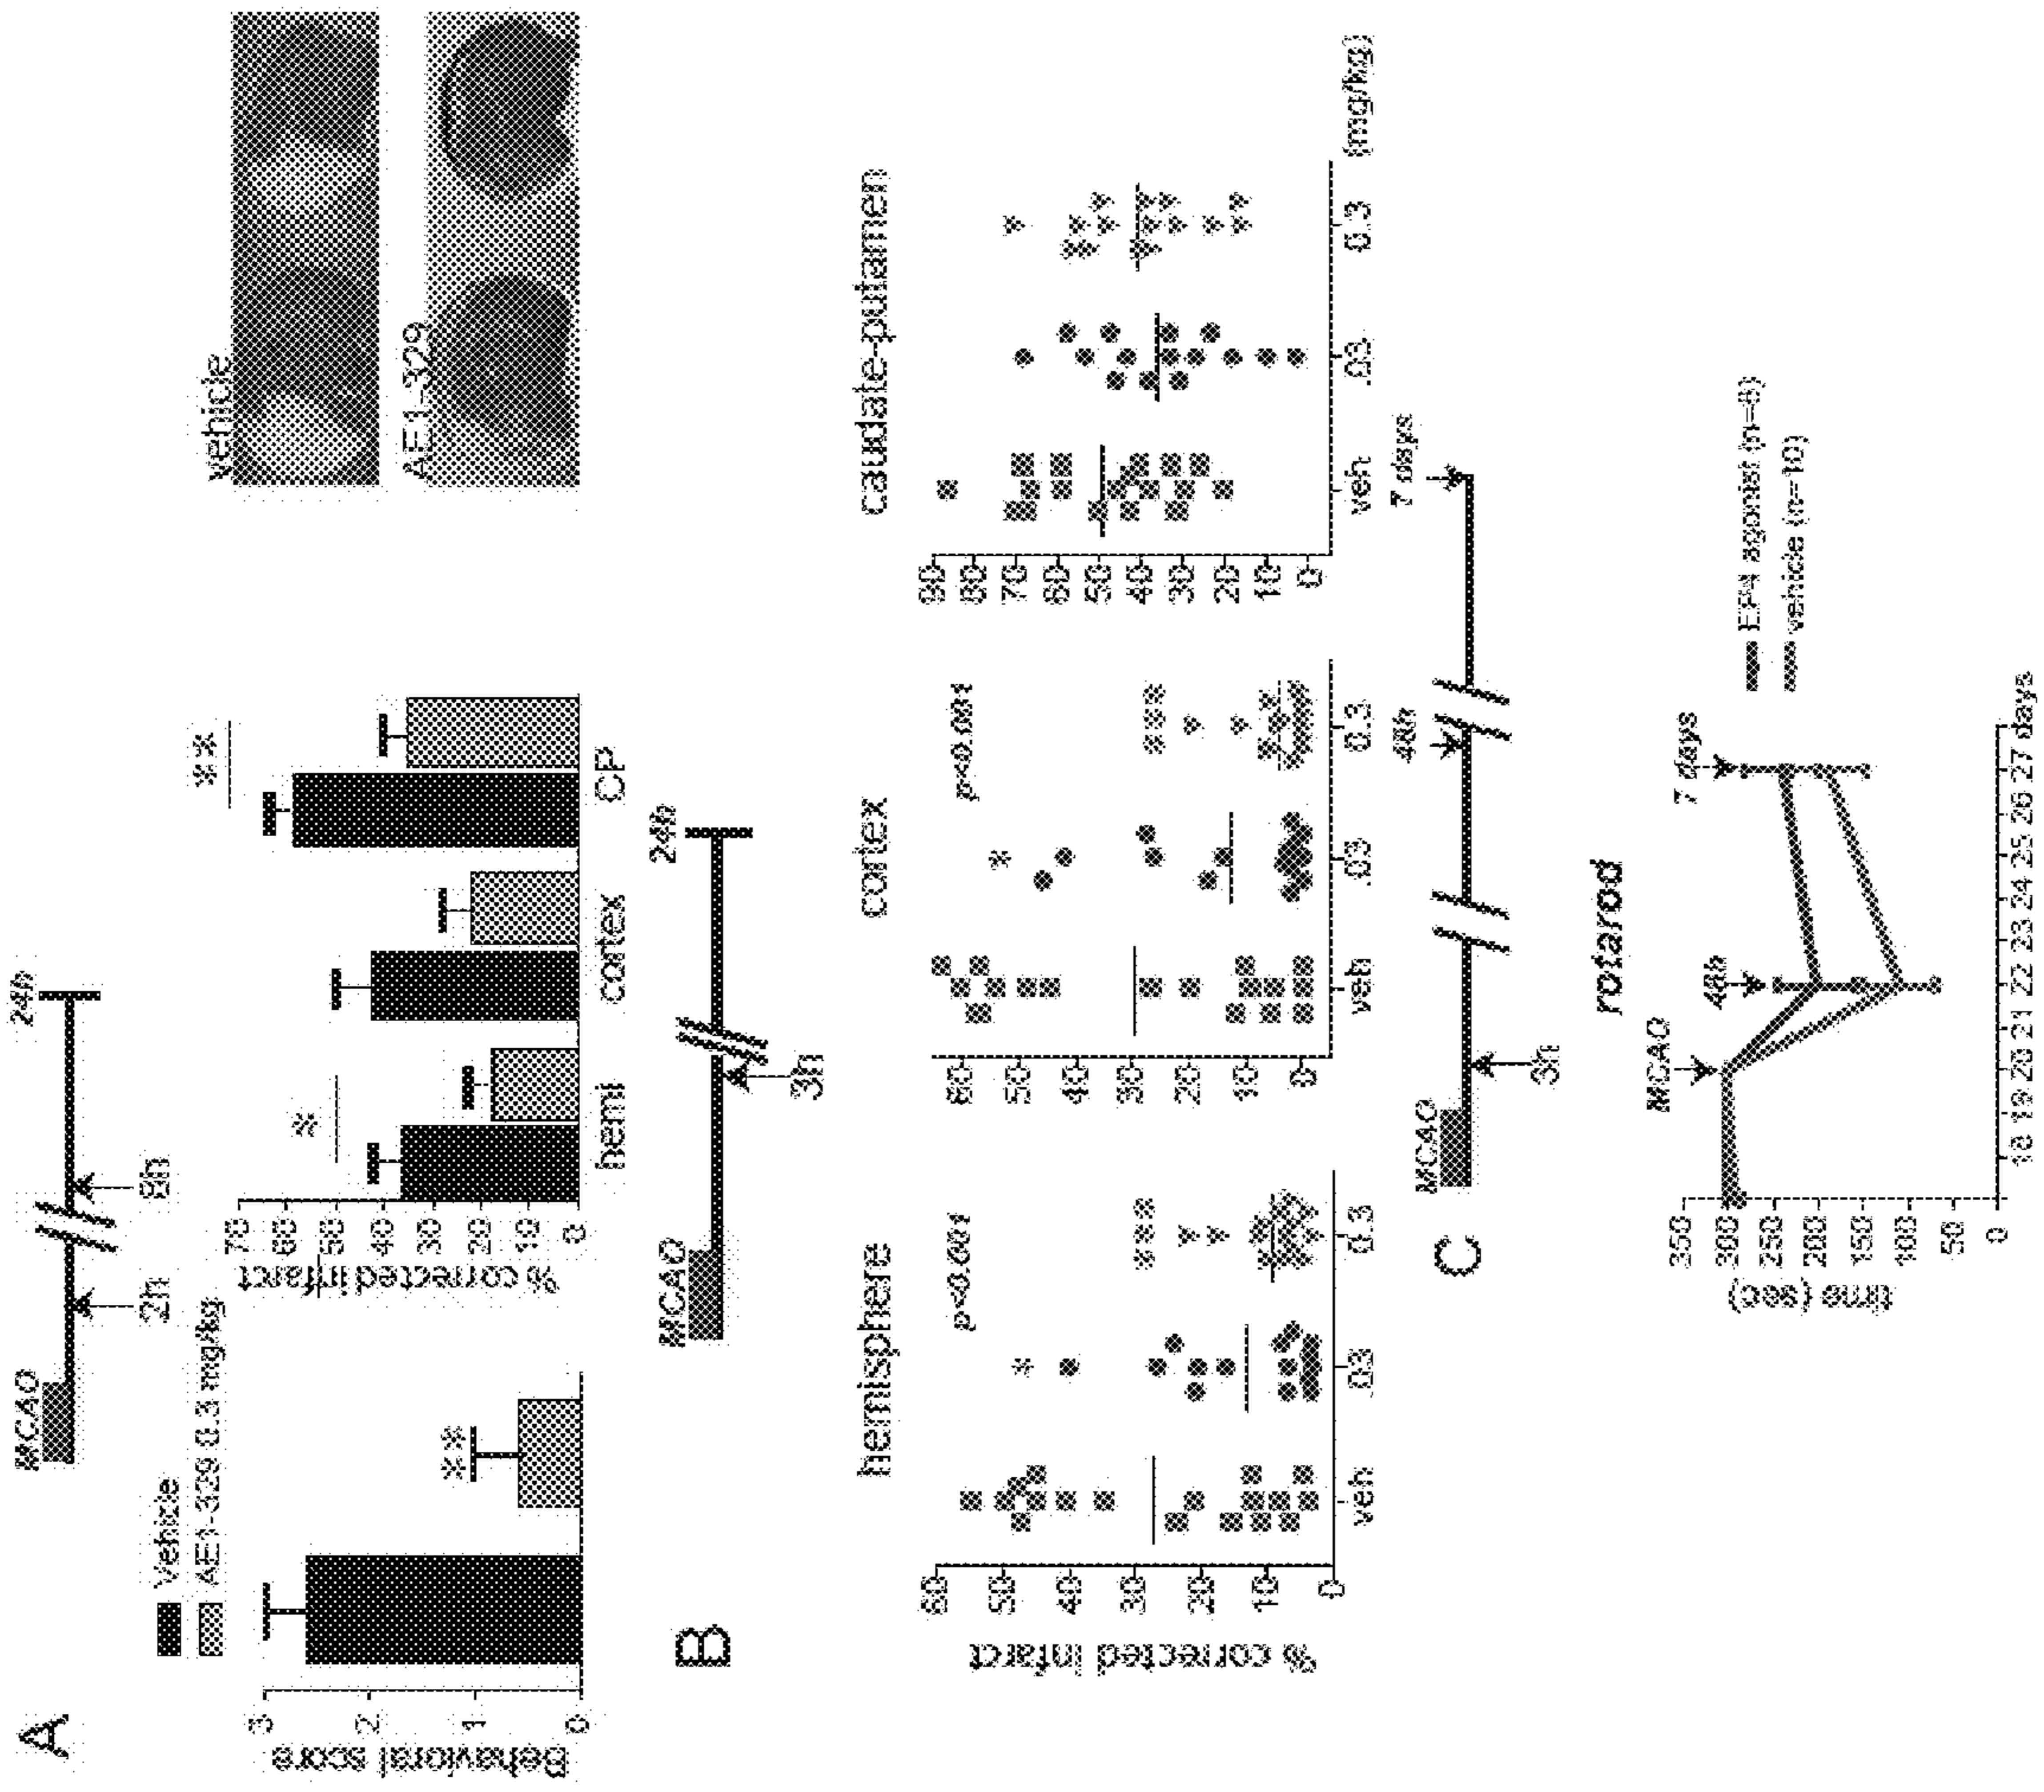 A
MCAO
2h
8h
24h
Vehicle
AE1-329 0.3 mg/kg
Behavioral score
3
2
1
0
**
% corrected infarct
70
60
50
40
30
20
10
0
*
**
hemi
cortex
CP
vehicle
AE1-329
B
MCAO
3h
24h
hemisphere
% corrected infarct
60
50
40
30
20
10
0
p<0.001
*
***
veh
.03
0.3
cortex
60
50
40
30
20
10
0
p<0.001
*
***
veh
.03
0.3
caudate-putamen
90
80
70
60
50
40
30
20
10
0
veh
.03
0.3
(mg/kg)
C
MCAO
3h
48h
7 days
rotarod
time (sec)
350
300
250
200
150
100
50
0
MCAO
48h
7 days
18 19 20 21 22 23 24 25 26 27 days
vehicle (n=10)